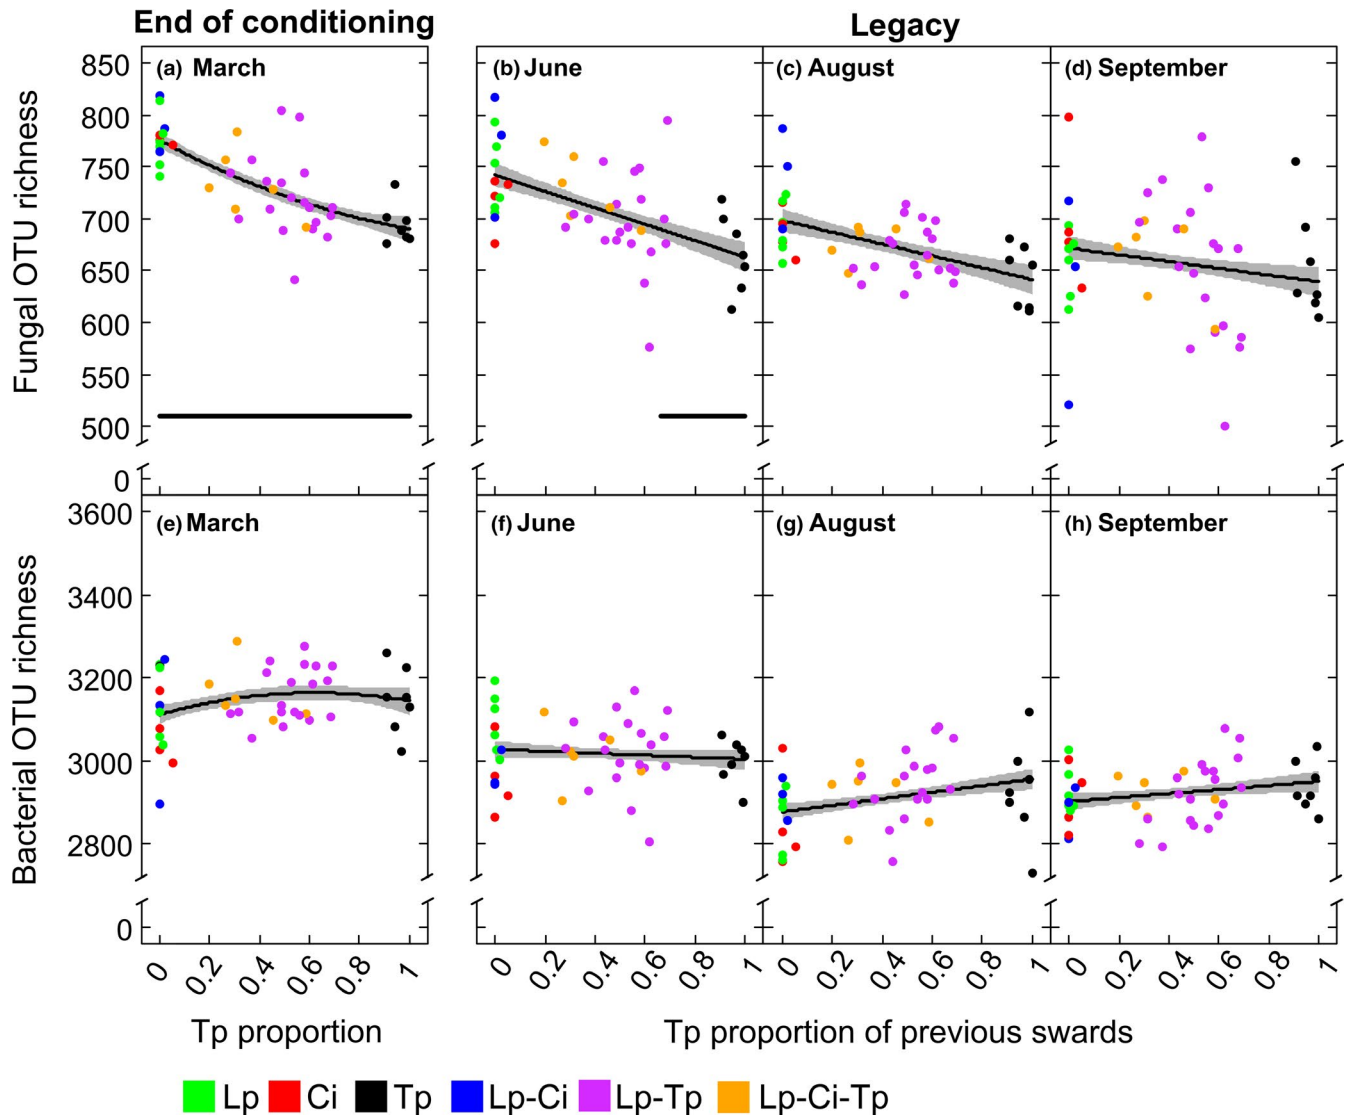 End of conditioning
Legacy
(a) March
(b) June
(c) August
(d) September
Fungal OTU richness
850
800
750
700
650
600
550
500
0
(e) March
(f) June
(g) August
(h) September
Bacterial OTU richness
3600
3400
3200
3000
2800
0
0 0.2 0.4 0.6 0.8 1
0 0.2 0.4 0.6 0.8 1
0 0.2 0.4 0.6 0.8 1
0 0.2 0.4 0.6 0.8 1
Tp proportion
Tp proportion of previous swards
Lp Ci Tp Lp-Ci Lp-Tp Lp-Ci-Tp